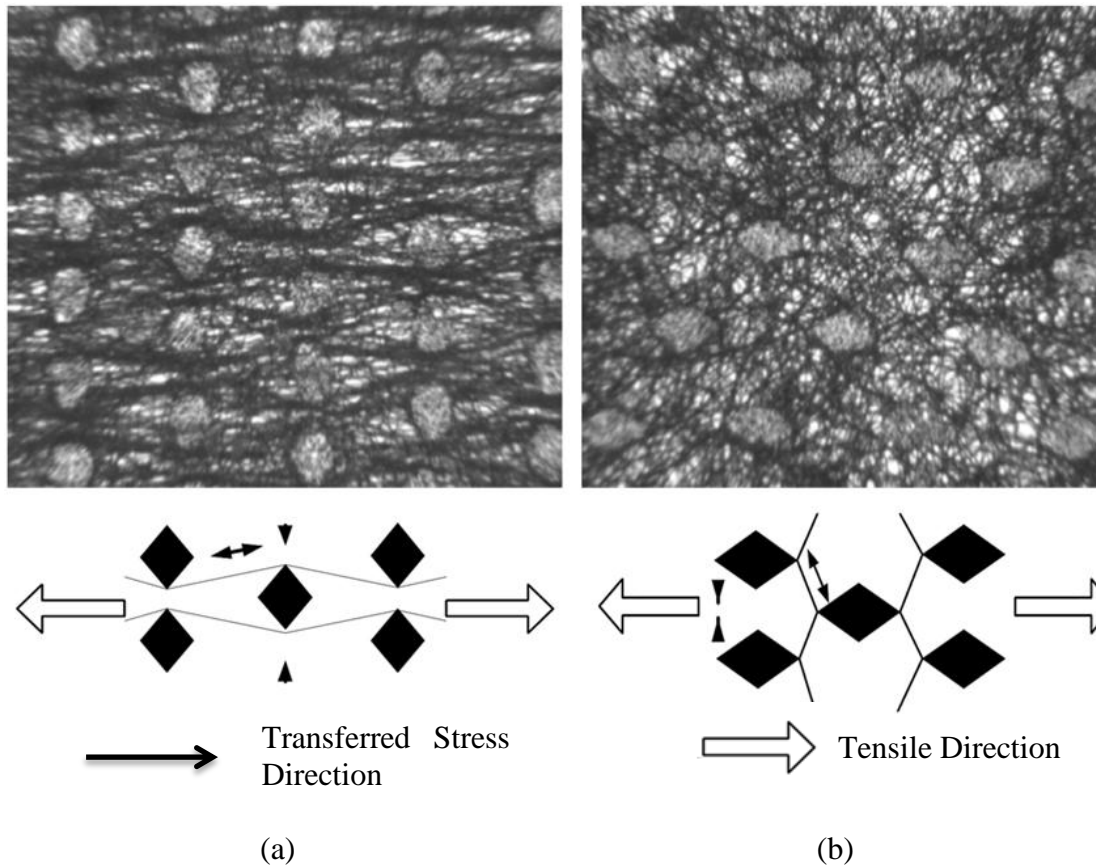 Transferred Stress
Direction
Tensile Direction
(a)
(b)